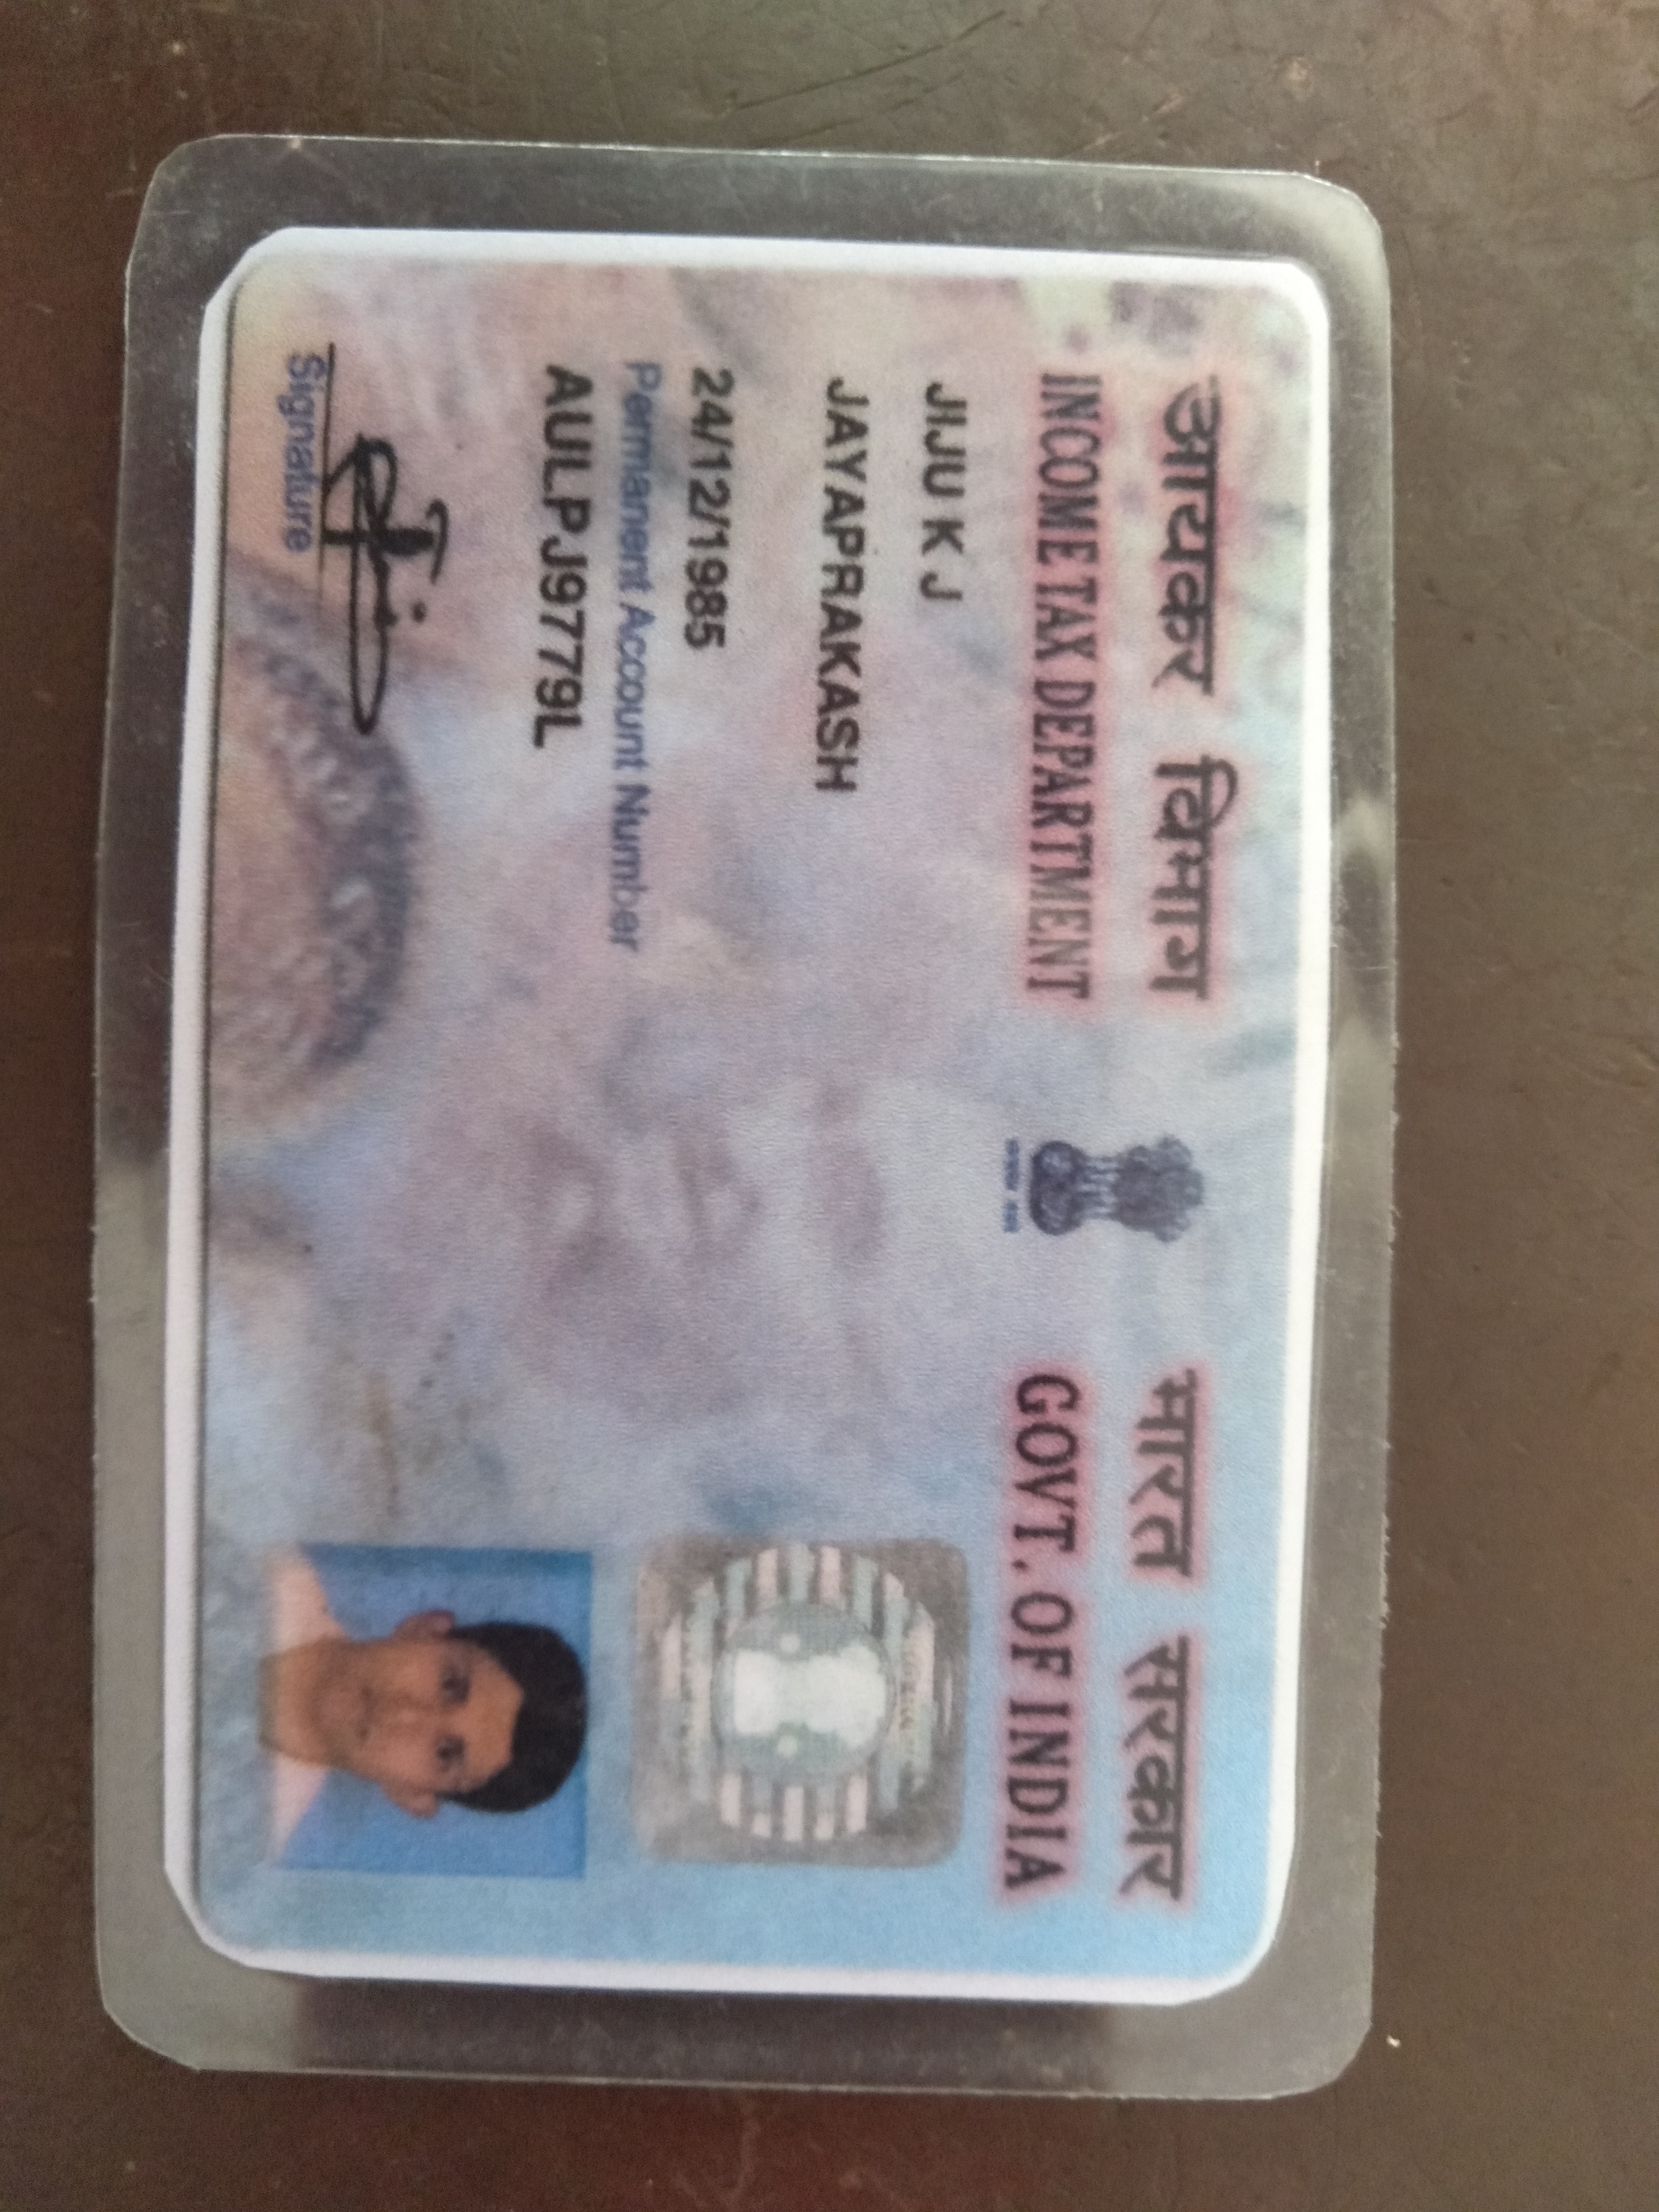 आयकर विभाग
INCOME TAX DEPARTMENT
भारत सरकार
GOVT. OF INDIA
JIJU K J
JAYAPRAKASH
24/12/1985
Permanent Account Number
AULPJ9779L
Signature